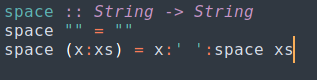 space :: String -> String
space "" = ""
space (x:xs) = x:' ':space xs